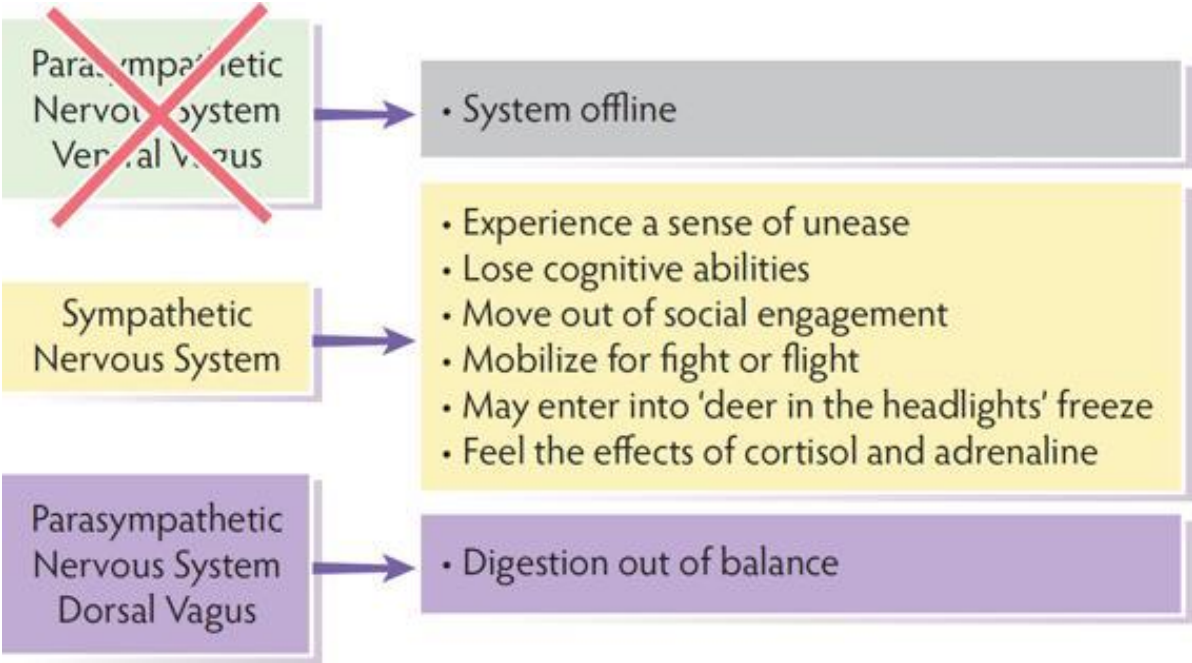 Parasympathetic
Nervous System
Ventral Vagus
• System offline
Sympathetic
Nervous System
• Experience a sense of unease
• Lose cognitive abilities
• Move out of social engagement
• Mobilize for fight or flight
• May enter into ‘deer in the headlights’ freeze
• Feel the effects of cortisol and adrenaline
Parasympathetic
Nervous System
Dorsal Vagus
• Digestion out of balance